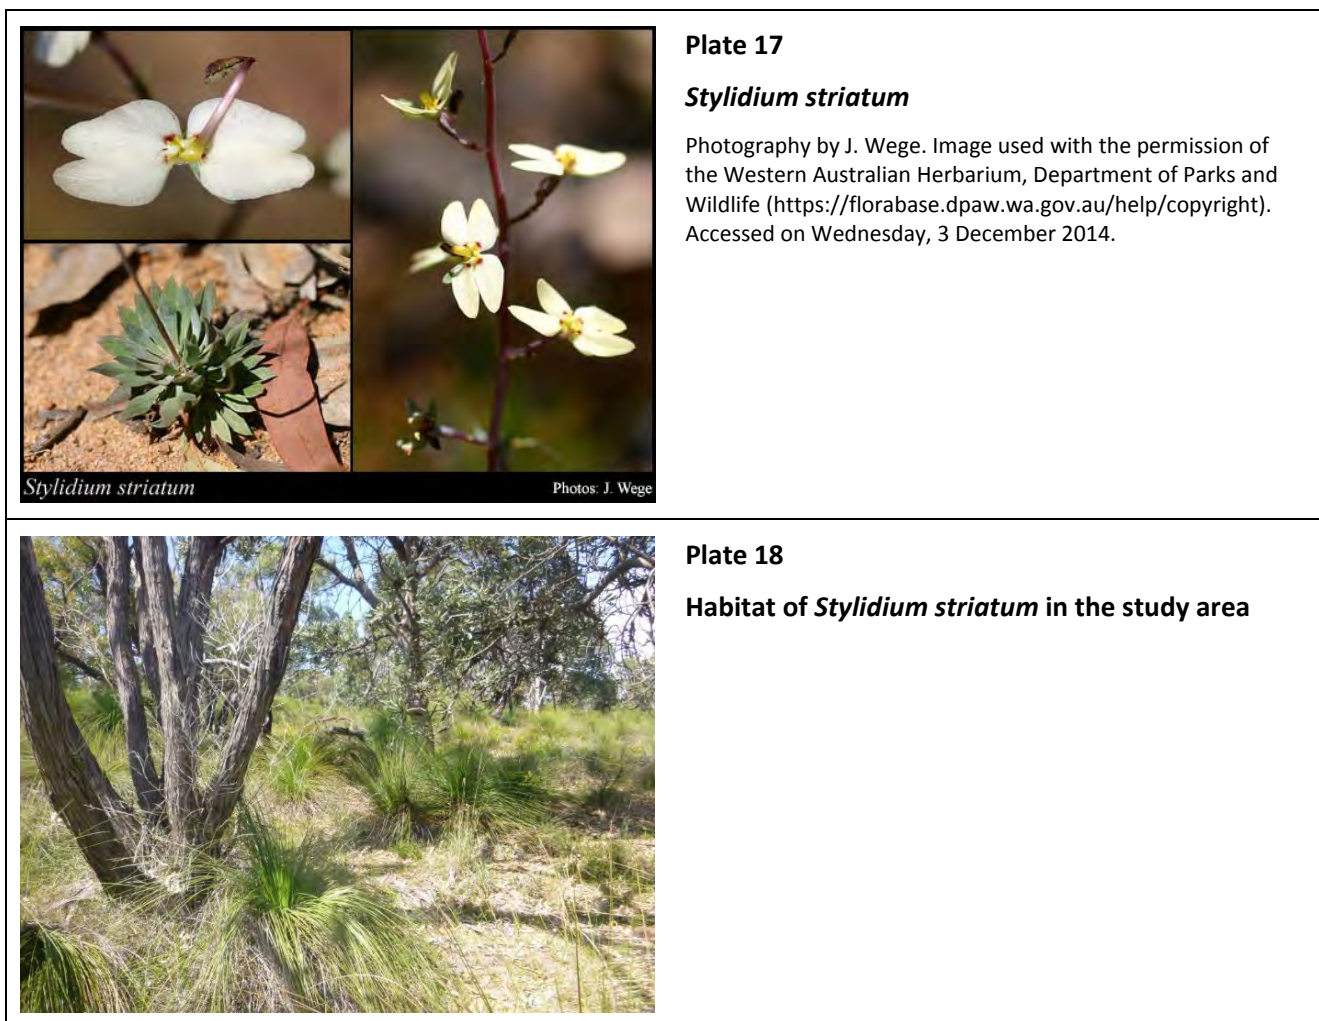 Plate 17
Stylidium striatum
Photography by J. Wege. Image used with the permission of
the Western Australian Herbarium, Department of Parks and
Wildlife (https://florabase.dpaw.wa.gov.au/help/copyright).
Accessed on Wednesday, 3 December 2014.
Stylidium striatum
Photos: J. Wege
Plate 18
Habitat of Stylidium striatum in the study area